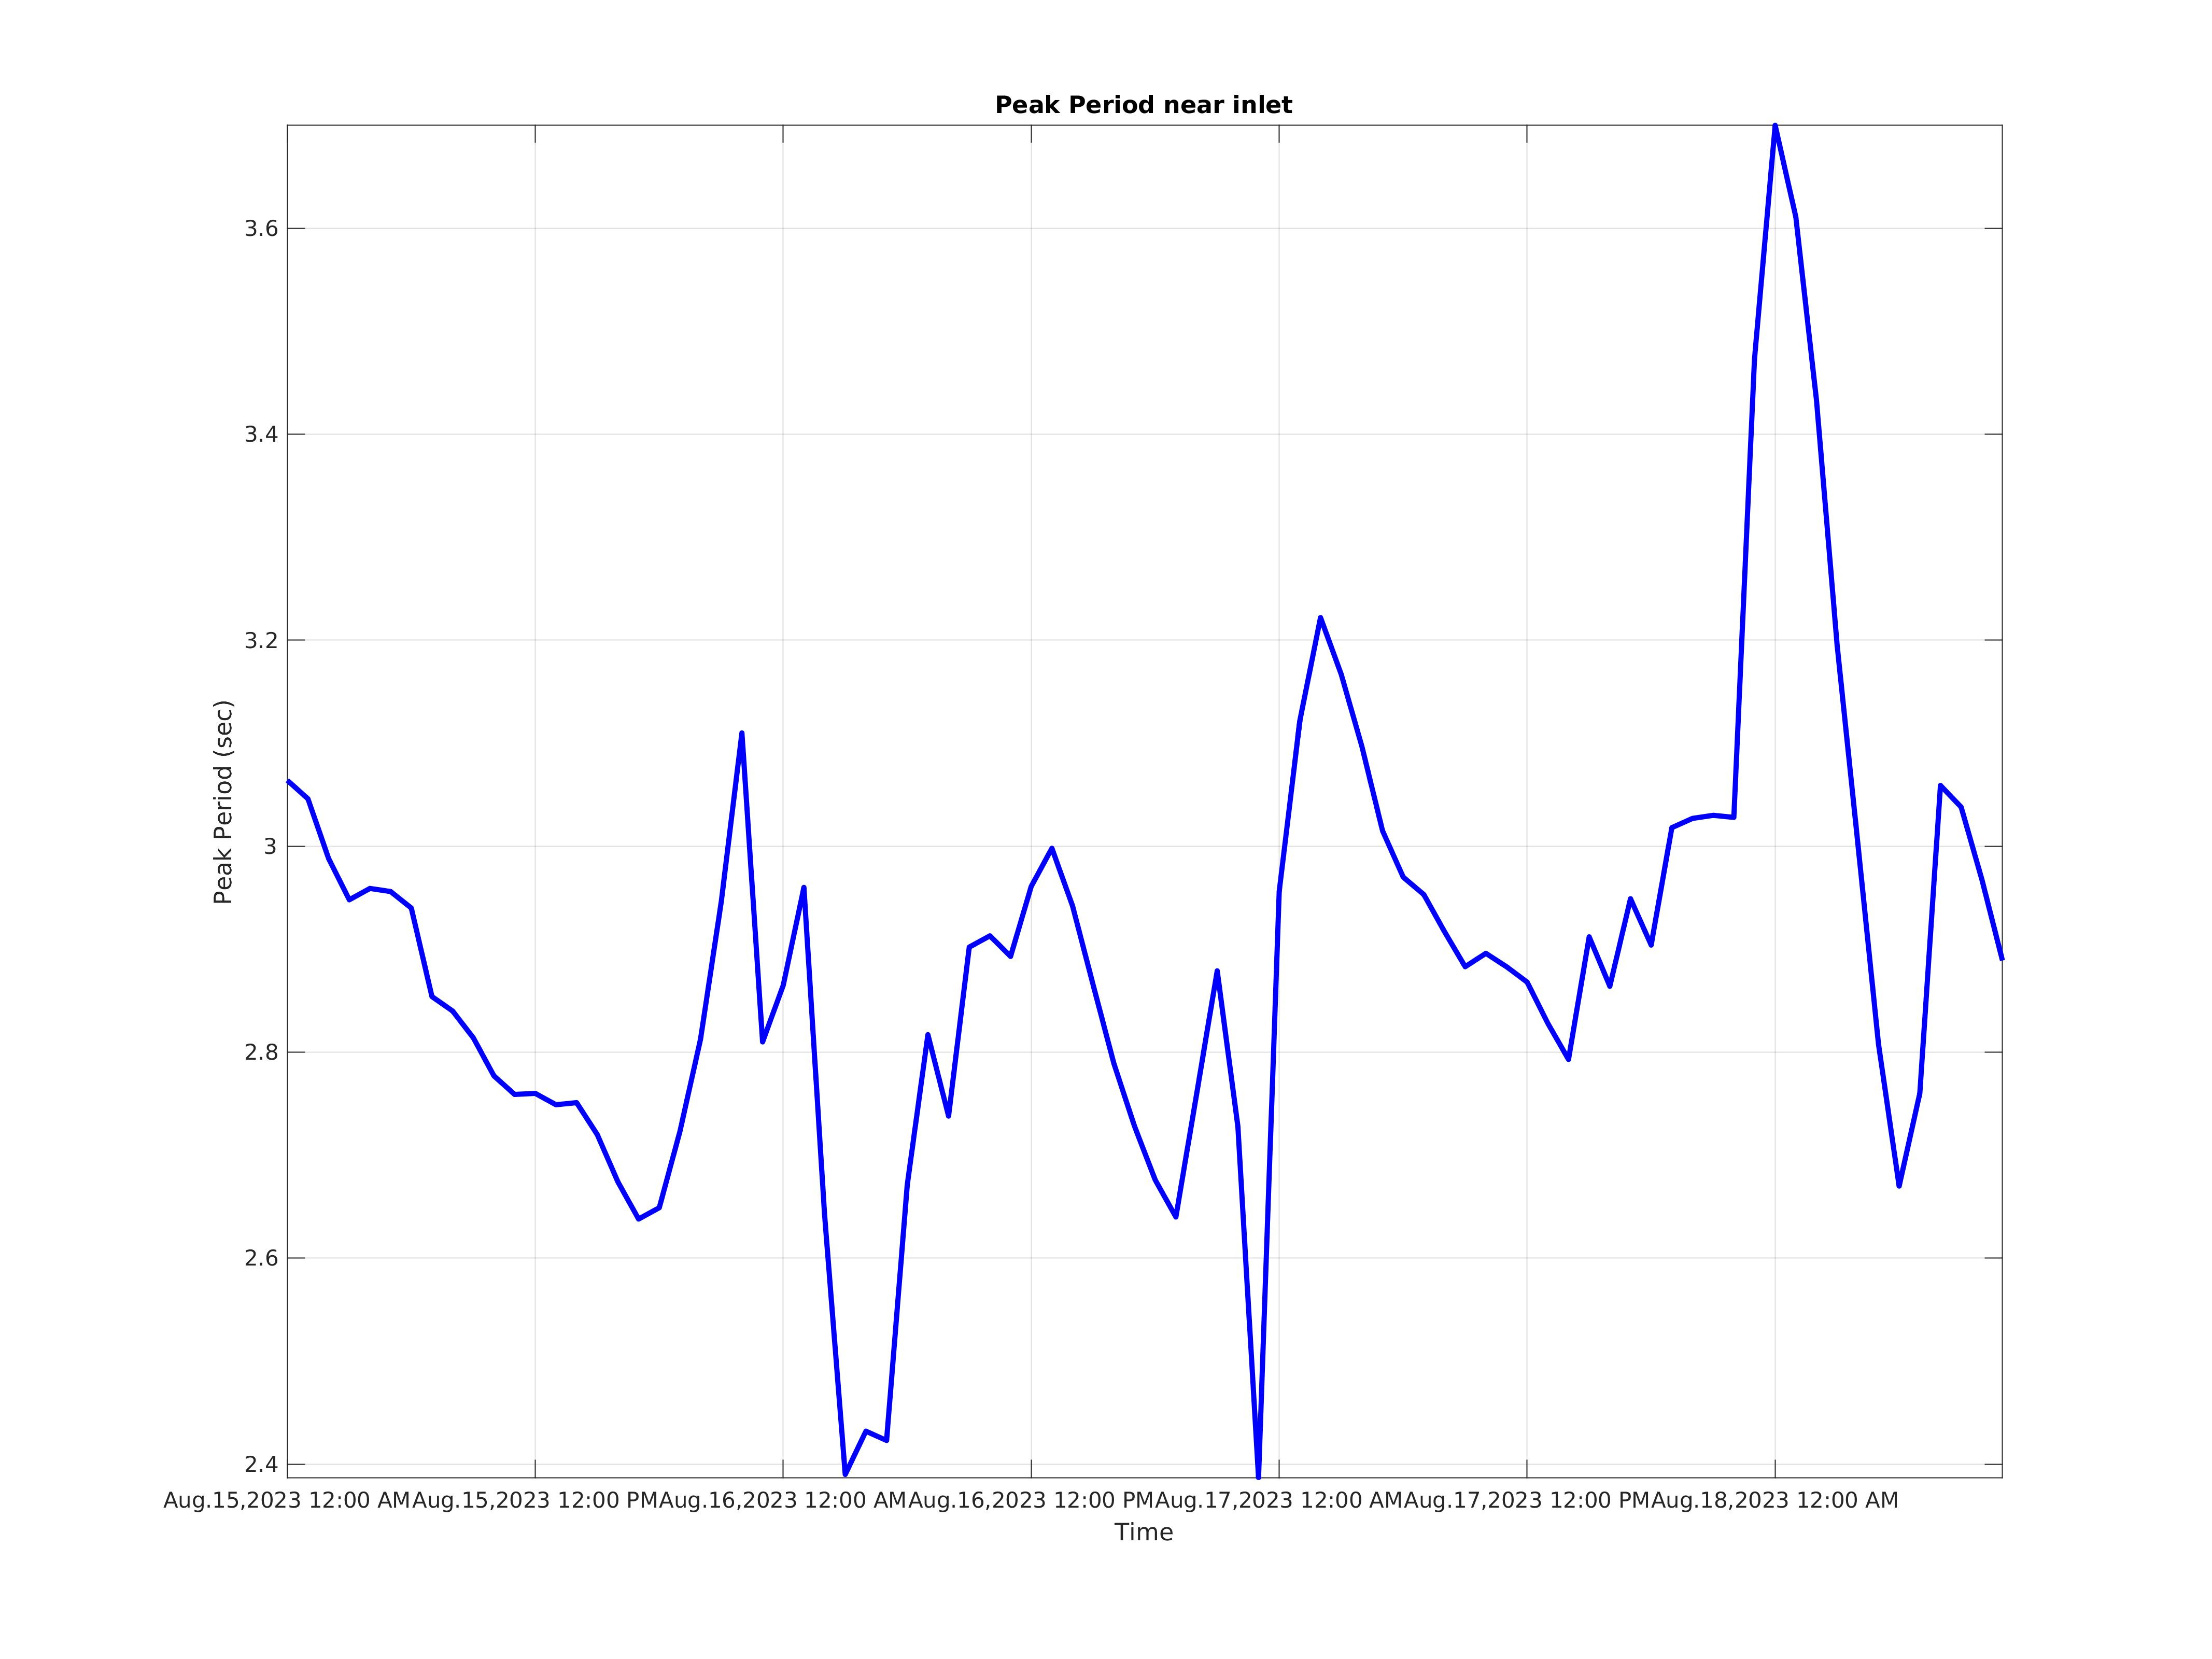 Peak Period near inlet
3.6
3.4
3.2
3
2.8
2.6
2.4
Peak Period (sec)
Aug.15,2023 12:00 AM Aug.15,2023 12:00 PM Aug.16,2023 12:00 AM Aug.16,2023 12:00 PM Aug.17,2023 12:00 AM Aug.17,2023 12:00 PM Aug.18,2023 12:00 AM
Time